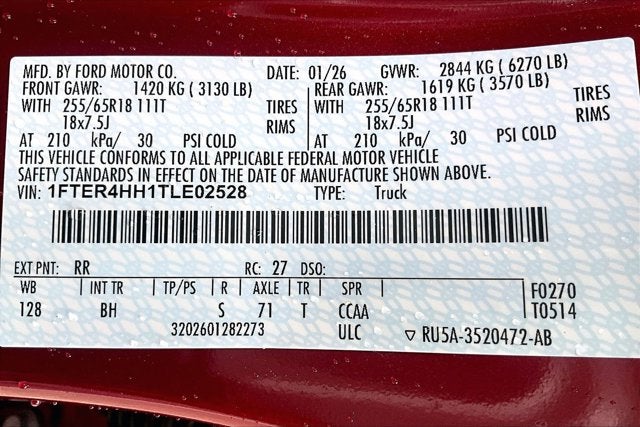 MFD. BY FORD MOTOR CO. DATE: 01/26 GVWR: 2844 KG ( 6270 LB)
FRONT GAWR: 1420 KG ( 3130 LB) REAR GAWR: 1619 KG ( 3570 LB)
WITH 255/65R18 111T TIRES WITH 255/65R18 111T TIRES
18x7.5J RIMS 18x7.5J RIMS
AT 210 kPa/ 30 PSI COLD AT 210 kPa/ 30 PSI COLD
THIS VEHICLE CONFORMS TO ALL APPLICABLE FEDERAL MOTOR VEHICLE
SAFETY STANDARDS IN EFFECT ON THE DATE OF MANUFACTURE SHOWN ABOVE.
VIN: 1FTER4HH1TLE02528 TYPE: Truck
EXT PNT: RR RC: 27 DSO:
WB INT TR TP/PS R AXLE TR SPR F0270
128 BH S 71 T CCAA T0514
3202601282273 ULC ▽ RU5A-3520472-AB